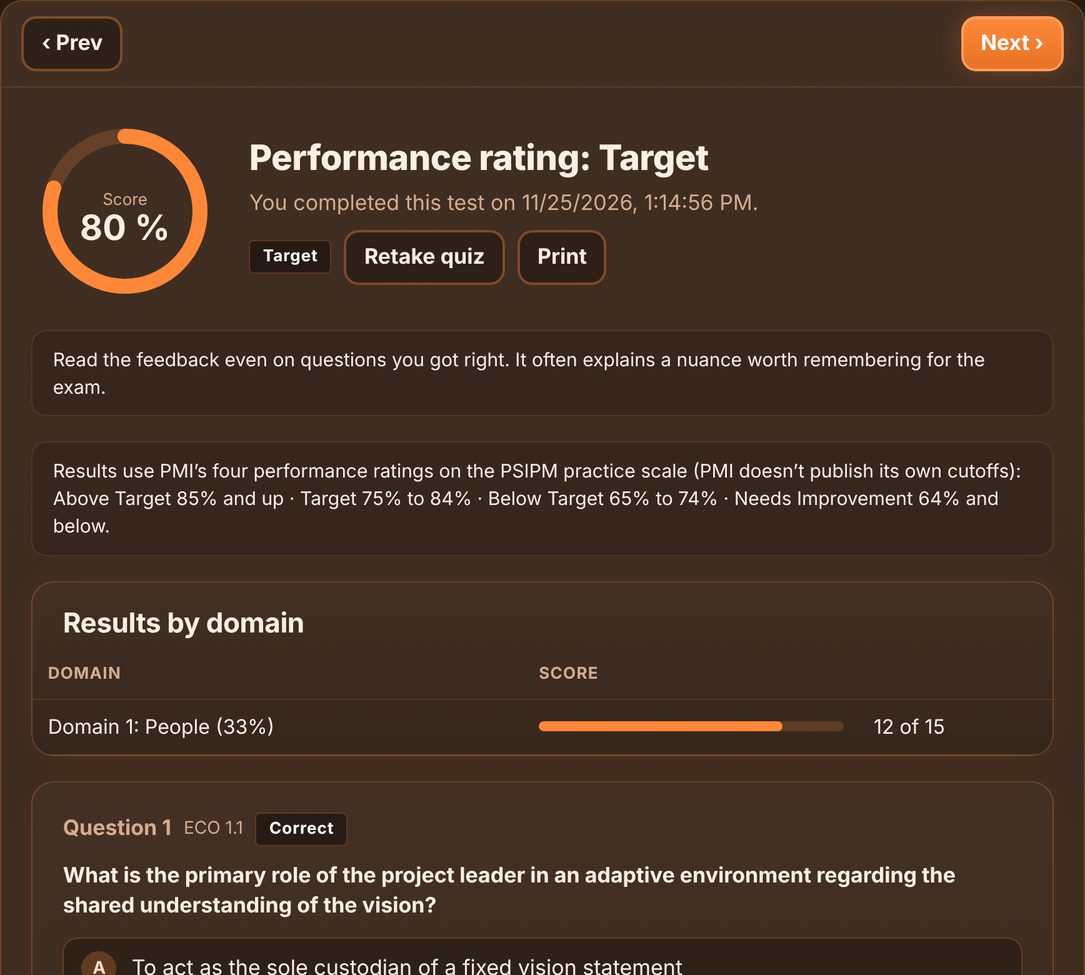 ‹ Prev
Next ›
Score
80 %
Performance rating: Target
You completed this test on 11/25/2026, 1:14:56 PM.
Target
Retake quiz
Print
Read the feedback even on questions you got right. It often explains a nuance worth remembering for the
exam.
Results use PMI’s four performance ratings on the PSIPM practice scale (PMI doesn’t publish its own cutoffs):
Above Target 85% and up · Target 75% to 84% · Below Target 65% to 74% · Needs Improvement 64% and
below.
Results by domain
DOMAIN
SCORE
Domain 1: People (33%)
12 of 15
Question 1 ECO 1.1 Correct
What is the primary role of the project leader in an adaptive environment regarding the
shared understanding of the vision?
A To act as the sole custodian of a fixed vision statement